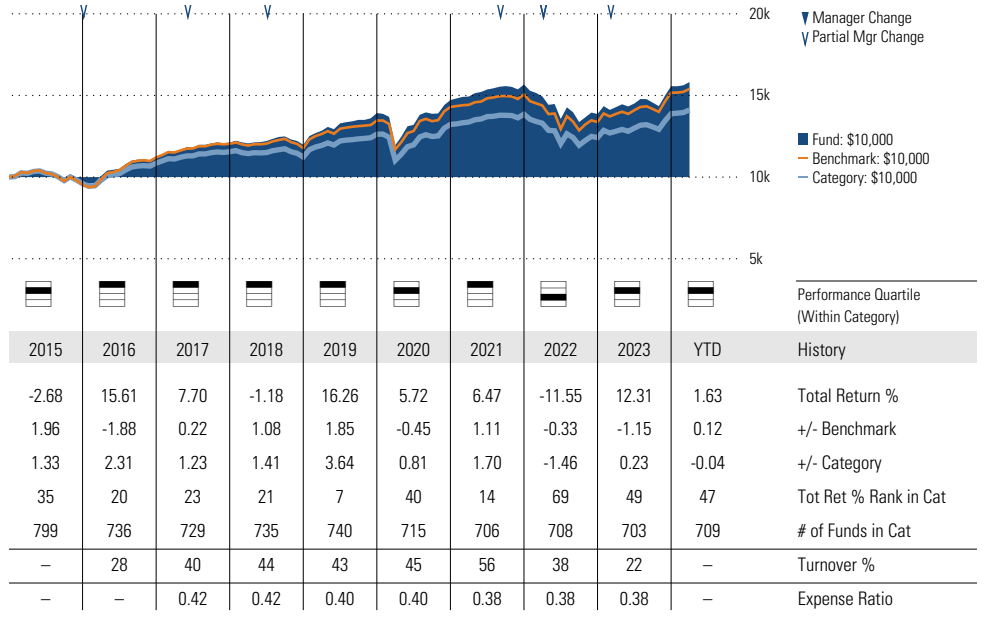 20k
15k
10k
5k
Manager Change
Partial Mgr Change
Fund: $10,000
Benchmark: $10,000
Category: $10,000
Performance Quartile
(Within Category)
2015 2016 2017 2018 2019 2020 2021 2022 2023 YTD History
-2.68 15.61 7.70 -1.18 16.26 5.72 6.47 -11.55 12.31 1.63 Total Return %
1.96 -1.88 0.22 1.08 1.85 -0.45 1.11 -0.33 -1.15 0.12 +/- Benchmark
1.33 2.31 1.23 1.41 3.64 0.81 1.70 -1.46 0.23 -0.04 +/- Category
35 20 23 21 7 40 14 69 49 47 Tot Ret % Rank in Cat
799 736 729 735 740 715 706 708 703 709 # of Funds in Cat
– 28 40 44 43 45 56 38 22 – Turnover %
– – 0.42 0.42 0.40 0.40 0.38 0.38 0.38 – Expense Ratio